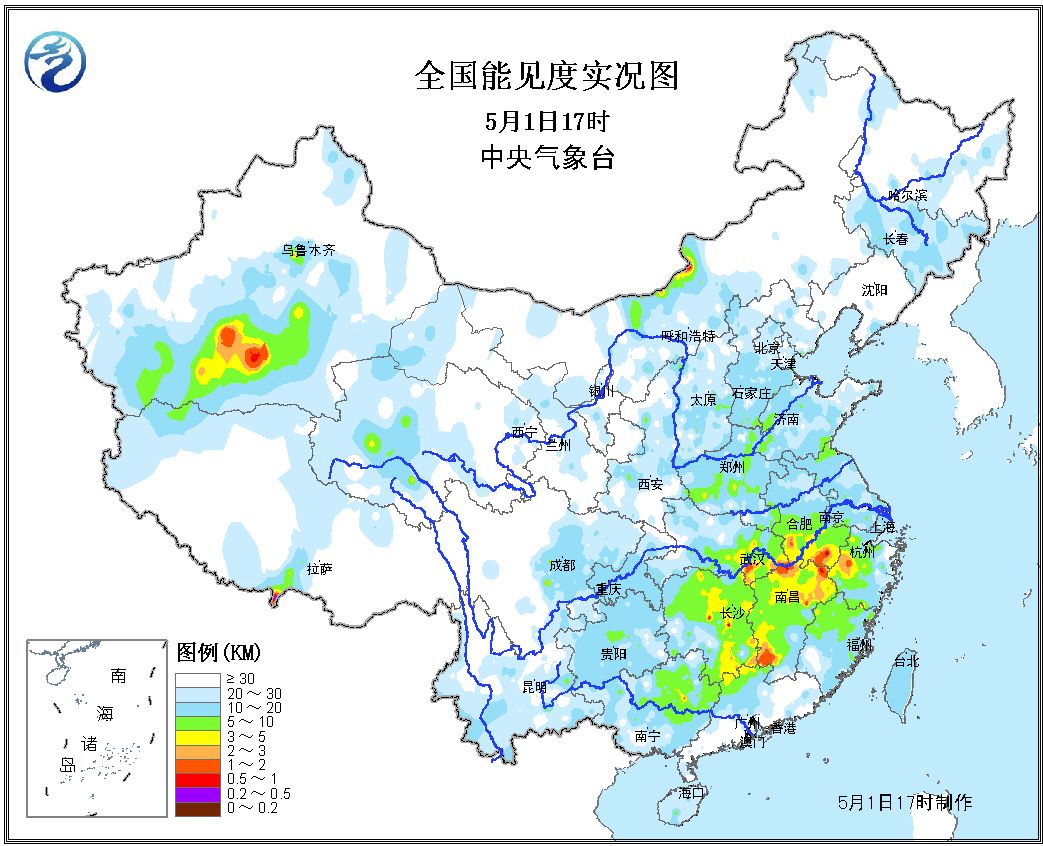 全国能见度实况图
5月1日17时
中央气象台
哈尔滨
长春
乌鲁木齐
沈阳
呼和浩特
北京
天津
银川
太原
石家庄
济南
西宁
兰州
郑州
西安
合肥
南京
上海
成都
武汉
杭州
拉萨
重庆
南昌
长沙
贵阳
福州
台北
昆明
广州
香港
澳门
南宁
海口
南
海
诸
岛
图例(KM)
≥30
20～30
10～20
5～10
3～5
2～3
1～2
0.5～1
0.2～0.5
0～0.2
5月1日17时制作